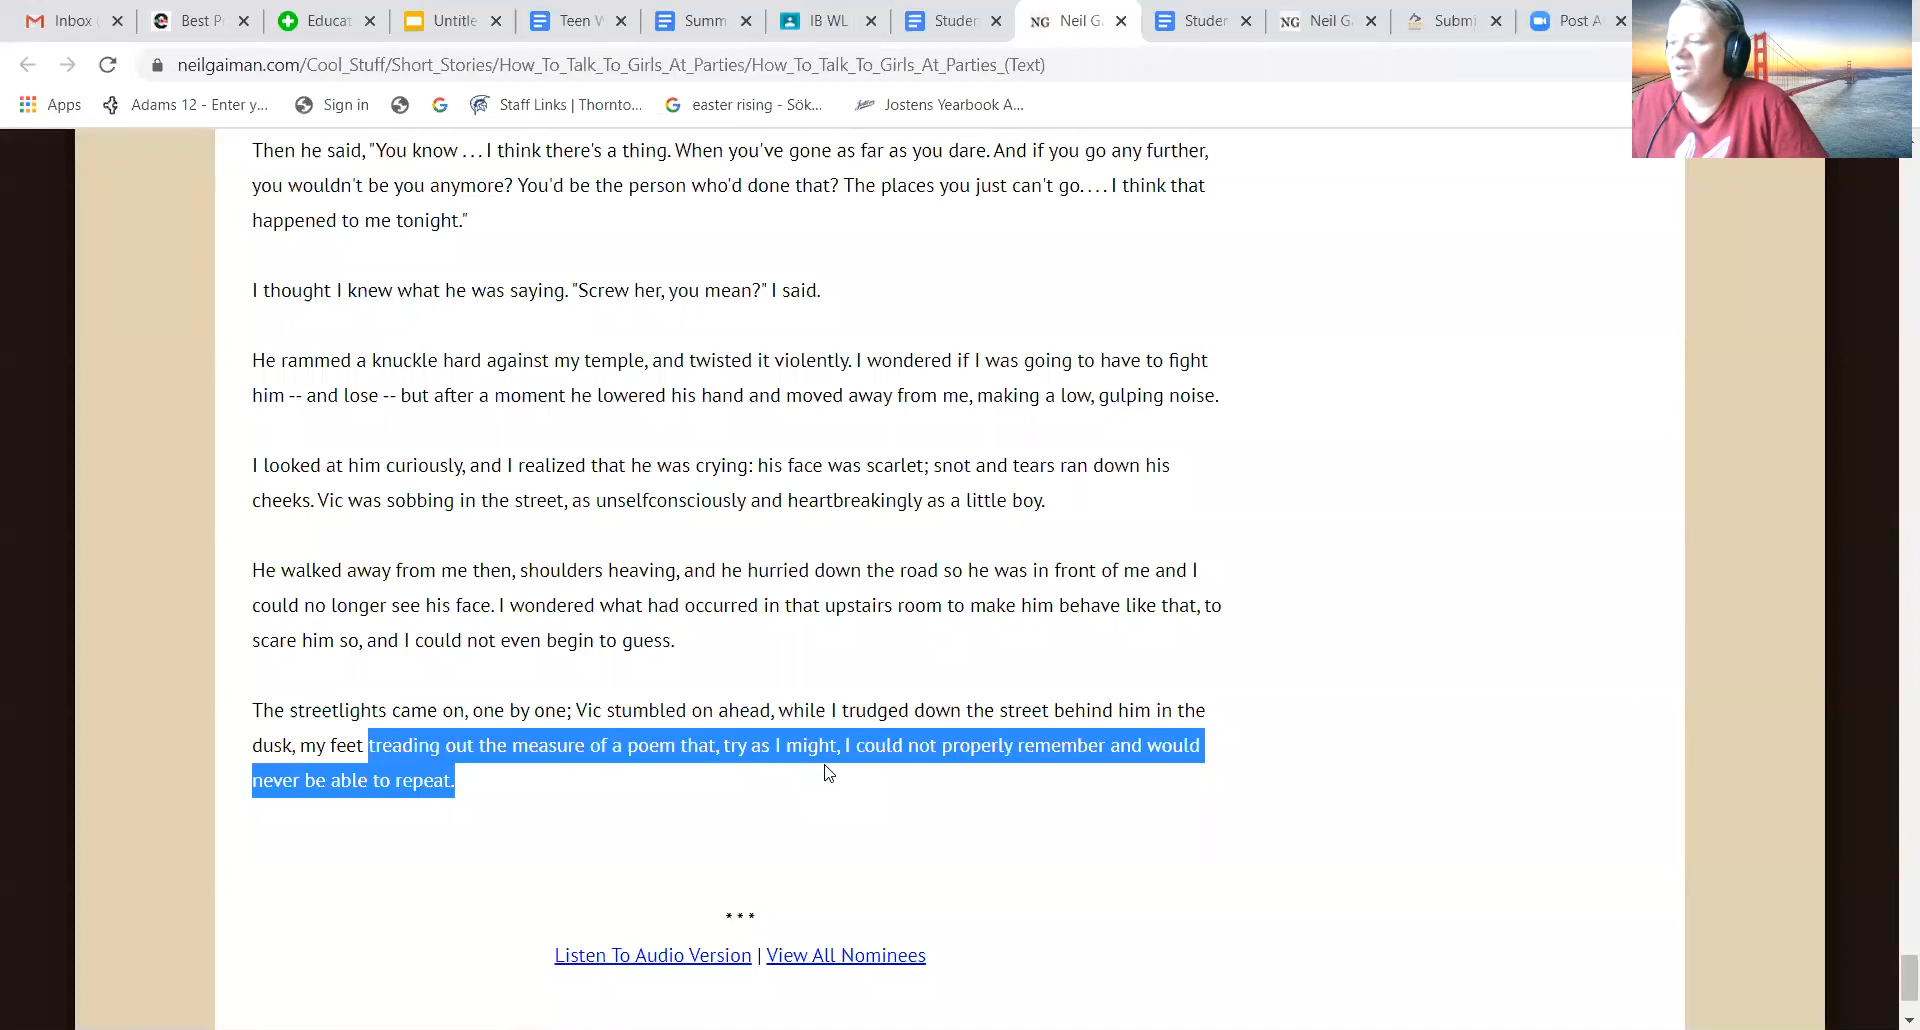 Inbox
Best P
Educat
Untitle
Teen W
Summ
IB WL
Studen
NG Neil G
Studen
NG Neil G
Submi
Post A
neilgaiman.com/Cool_Stuff/Short_Stories/How_To_Talk_To_Girls_At_Parties/How_To_Talk_To_Girls_At_Parties_(Text)
Apps
Adams 12 - Enter y...
Sign in
Staff Links | Thornto...
easter rising - Sök...
Jostens Yearbook A...
Then he said, "You know . . . I think there's a thing. When you've gone as far as you dare. And if you go any further,
you wouldn't be you anymore? You'd be the person who'd done that? The places you just can't go. . . . I think that
happened to me tonight."
I thought I knew what he was saying. "Screw her, you mean?" I said.
He rammed a knuckle hard against my temple, and twisted it violently. I wondered if I was going to have to fight
him -- and lose -- but after a moment he lowered his hand and moved away from me, making a low, gulping noise.
I looked at him curiously, and I realized that he was crying: his face was scarlet; snot and tears ran down his
cheeks. Vic was sobbing in the street, as unselfconsciously and heartbreakingly as a little boy.
He walked away from me then, shoulders heaving, and he hurried down the road so he was in front of me and I
could no longer see his face. I wondered what had occurred in that upstairs room to make him behave like that, to
scare him so, and I could not even begin to guess.
The streetlights came on, one by one; Vic stumbled on ahead, while I trudged down the street behind him in the
dusk, my feet treading out the measure of a poem that, try as I might, I could not properly remember and would
never be able to repeat.
* * *
Listen To Audio Version | View All Nominees